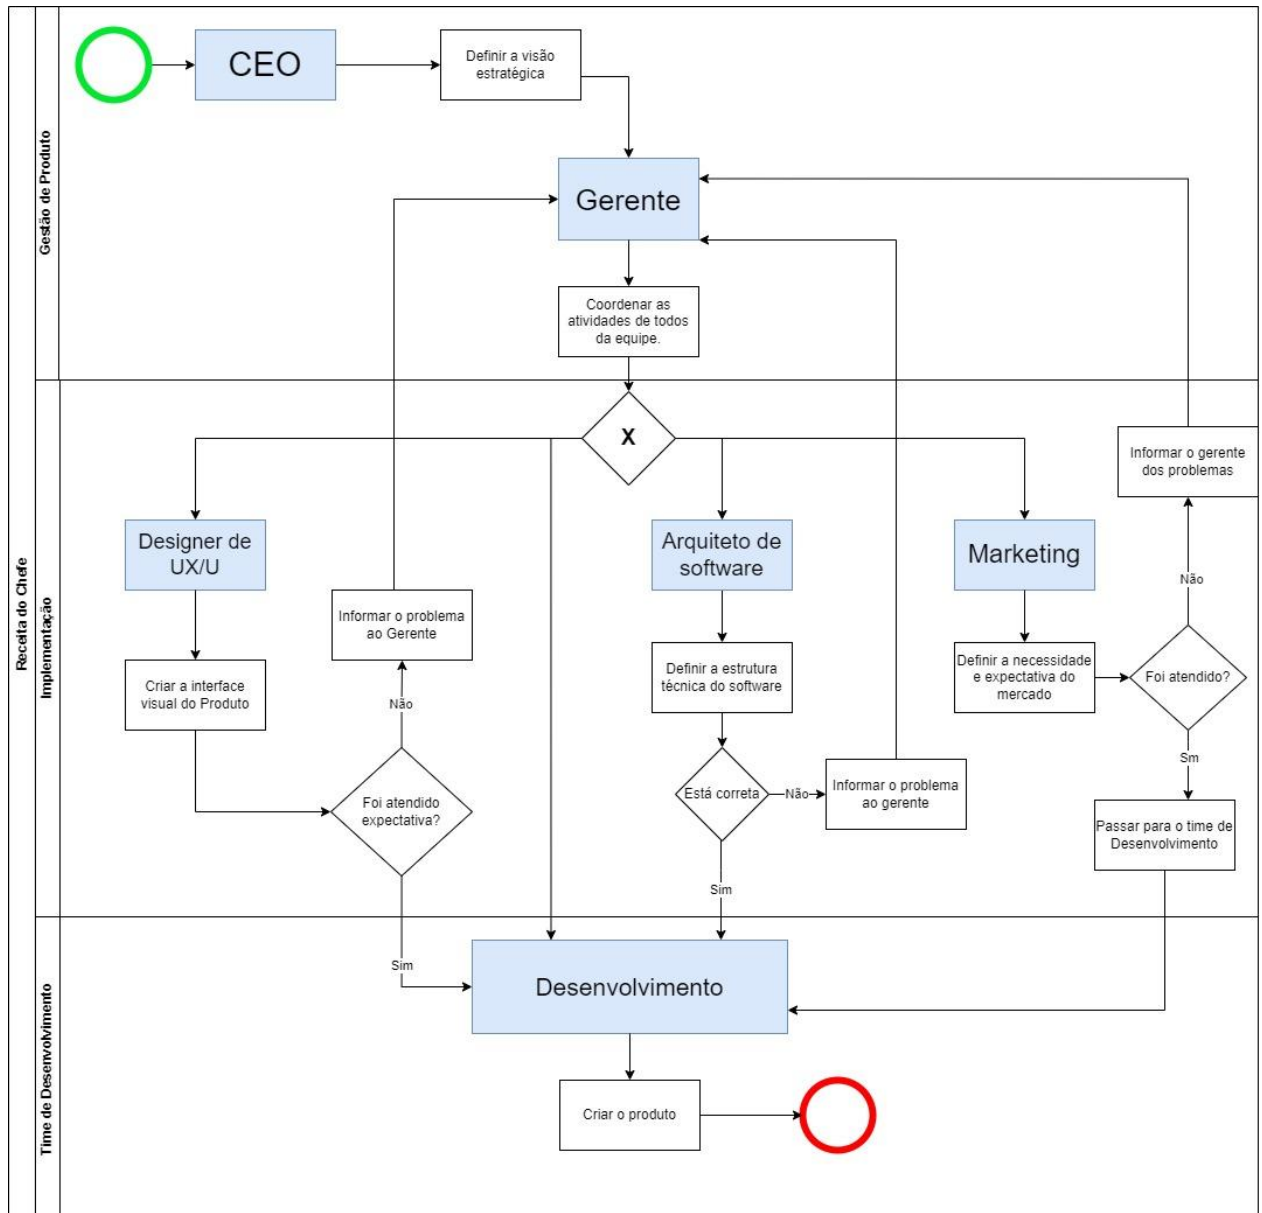 Receita do Chefe
Gestão de Produto
CEO
Definir a visão
estratégica
Gerente
Coordenar as
atividades de todos
da equipe.
Implementação
X
Informar o gerente
dos problemas
Designer de
UX/U
Arquiteto de
software
Marketing
Não
Informar o problema
ao Gerente
Definir a estrutura
técnica do software
Definir a necessidade
e expectativa do
mercado
Foi atendido?
Criar a interface
visual do Produto
Não
Sm
Foi atendido
expectativa?
Está correta
Não
Informar o problema
ao gerente
Passar para o time de
Desenvolvimento
Sim
Time de Desenvolvimento
Sim
Desenvolvimento
Criar o produto